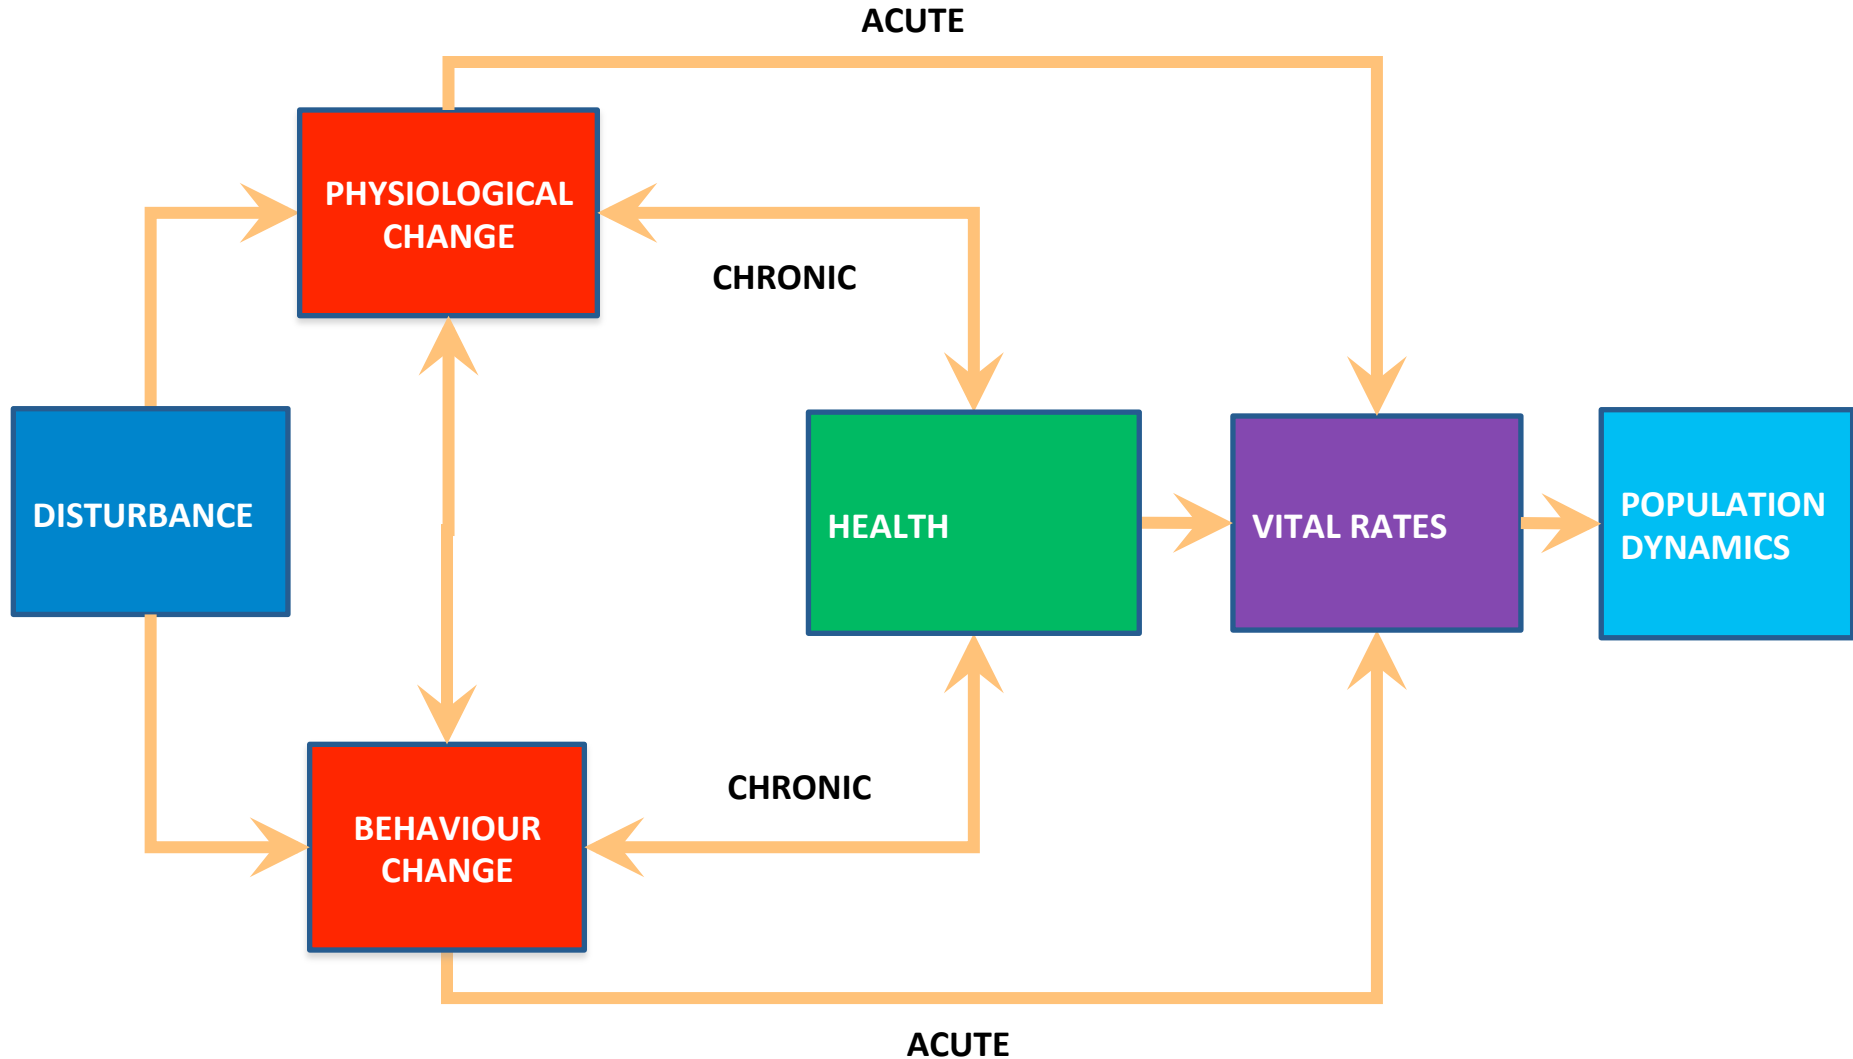 ACUTE
PHYSIOLOGICAL
CHANGE
CHRONIC
DISTURBANCE
HEALTH
VITAL RATES
POPULATION
DYNAMICS
CHRONIC
BEHAVIOUR
CHANGE
ACUTE